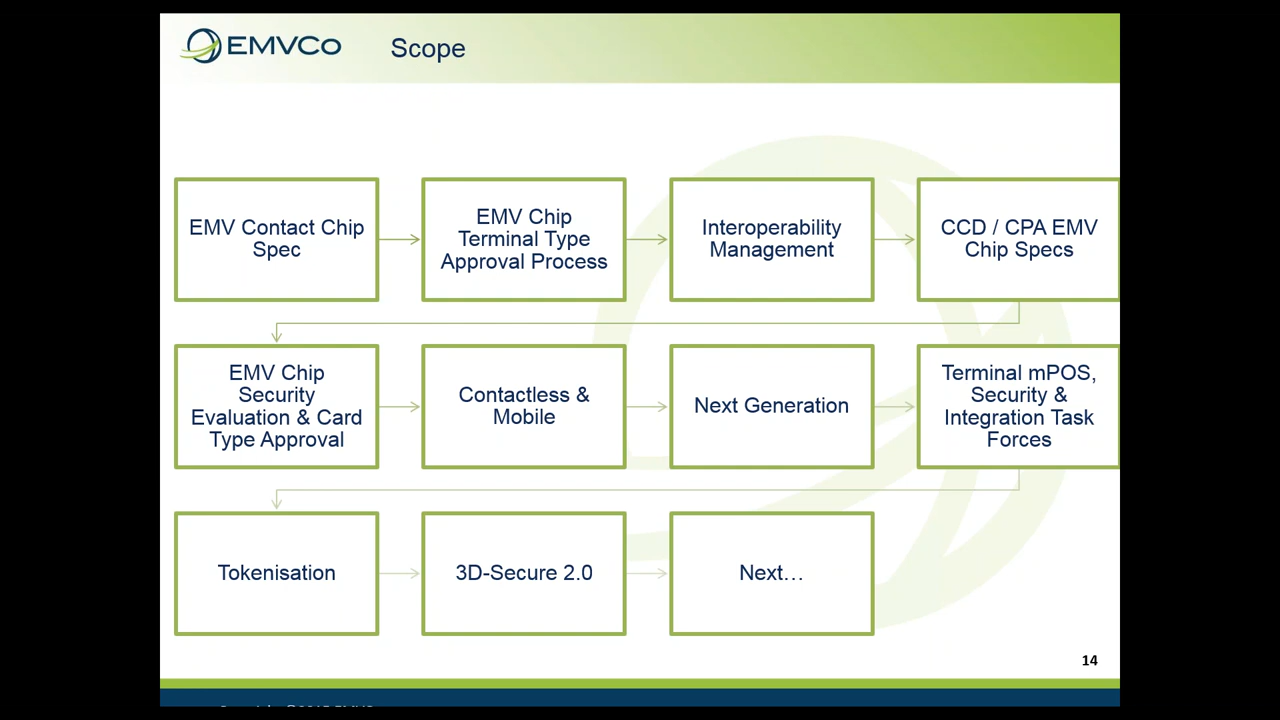 EMVCo
Scope
EMV Contact Chip
Spec
EMV Chip
Terminal Type
Approval Process
Interoperability
Management
CCD / CPA EMV
Chip Specs
EMV Chip
Security
Evaluation & Card
Type Approval
Contactless &
Mobile
Next Generation
Terminal mPOS,
Security &
Integration Task
Forces
Tokenisation
3D-Secure 2.0
Next…
14